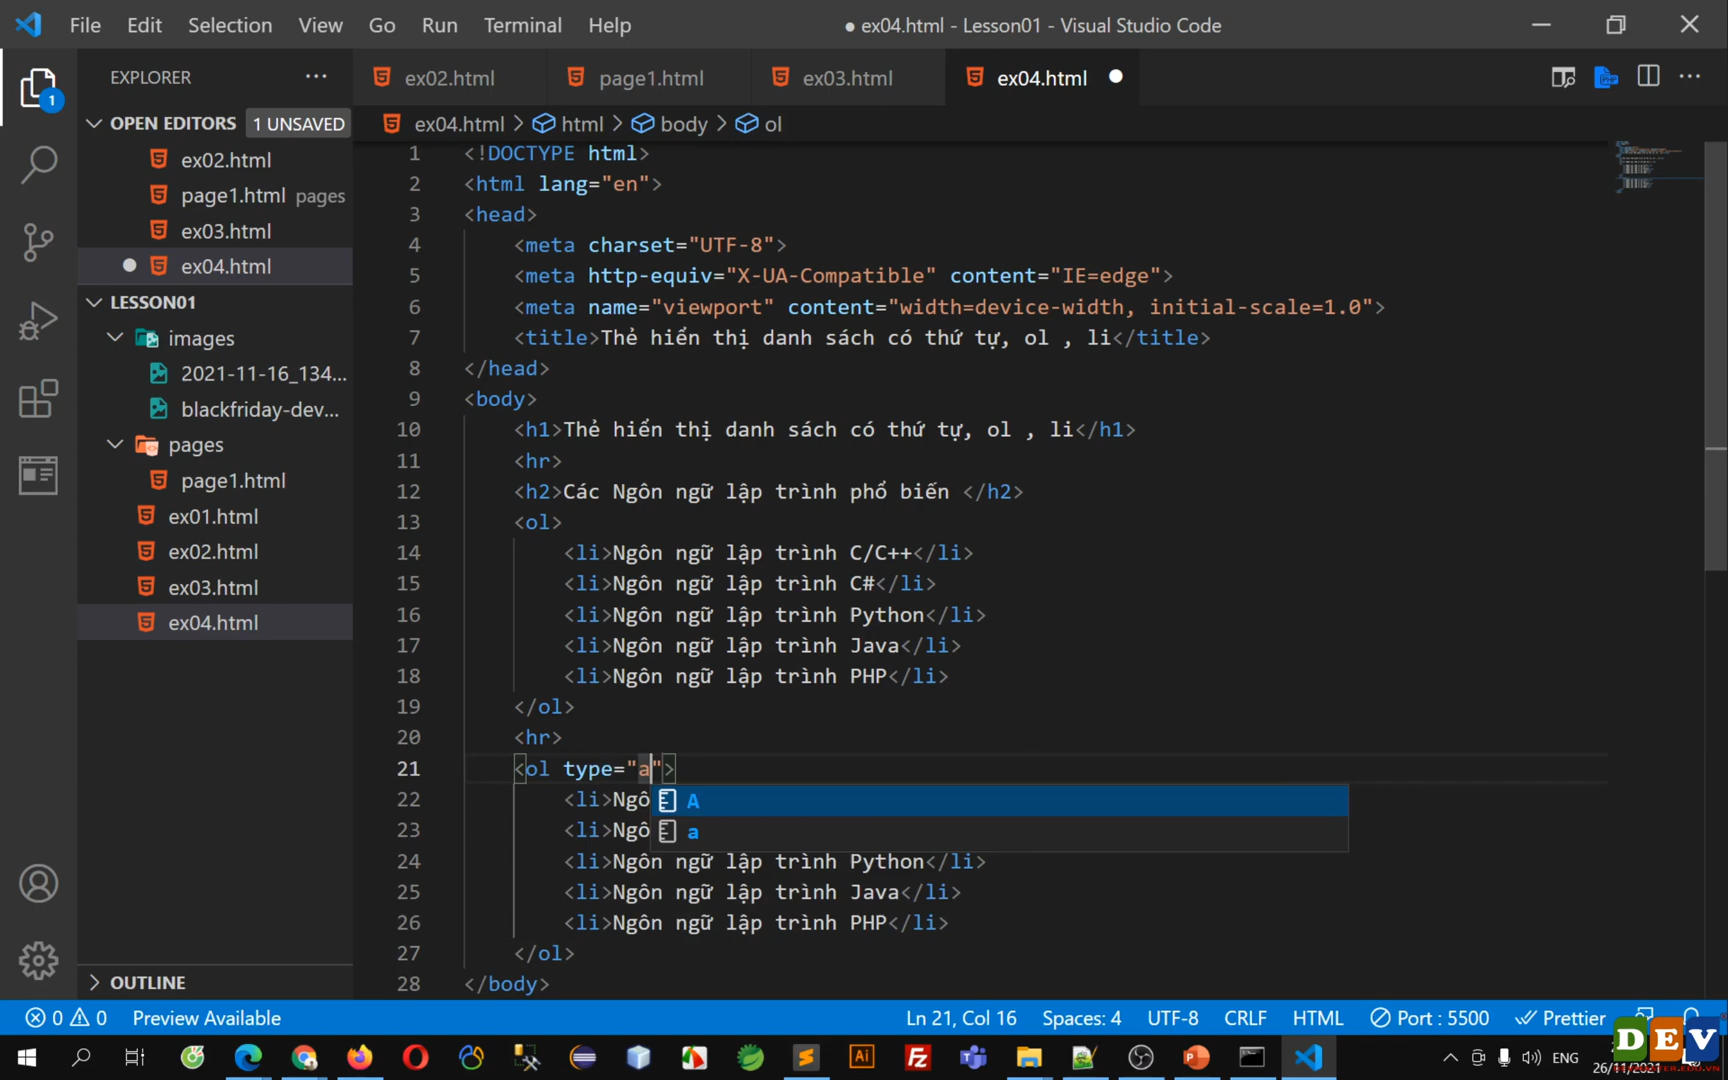 File Edit Selection View Go Run Terminal Help
● ex04.html - Lesson01 - Visual Studio Code
EXPLORER
ex02.html page1.html ex03.html ex04.html
OPEN EDITORS 1 UNSAVED
ex04.html > html > body > ol
ex02.html
page1.html pages
ex03.html
ex04.html
LESSON01
images
2021-11-16_134...
blackfriday-dev...
pages
page1.html
ex01.html
ex02.html
ex03.html
ex04.html
OUTLINE
1 <!DOCTYPE html>
2 <html lang="en">
3 <head>
4 <meta charset="UTF-8">
5 <meta http-equiv="X-UA-Compatible" content="IE=edge">
6 <meta name="viewport" content="width=device-width, initial-scale=1.0">
7 <title>Thẻ hiển thị danh sách có thứ tự, ol , li</title>
8 </head>
9 <body>
10 <h1>Thẻ hiển thị danh sách có thứ tự, ol , li</h1>
11 <hr>
12 <h2>Các Ngôn ngữ lập trình phổ biến </h2>
13 <ol>
14 <li>Ngôn ngữ lập trình C/C++</li>
15 <li>Ngôn ngữ lập trình C#</li>
16 <li>Ngôn ngữ lập trình Python</li>
17 <li>Ngôn ngữ lập trình Java</li>
18 <li>Ngôn ngữ lập trình PHP</li>
19 </ol>
20 <hr>
21 <ol type="a">
22 <li>Ngô A
23 <li>Ngô a
24 <li>Ngôn ngữ lập trình Python</li>
25 <li>Ngôn ngữ lập trình Java</li>
26 <li>Ngôn ngữ lập trình PHP</li>
27 </ol>
28 </body>
0 0 Preview Available Ln 21, Col 16 Spaces: 4 UTF-8 CRLF HTML Port : 5500 Prettier
ENG
26/11/2021
DEV